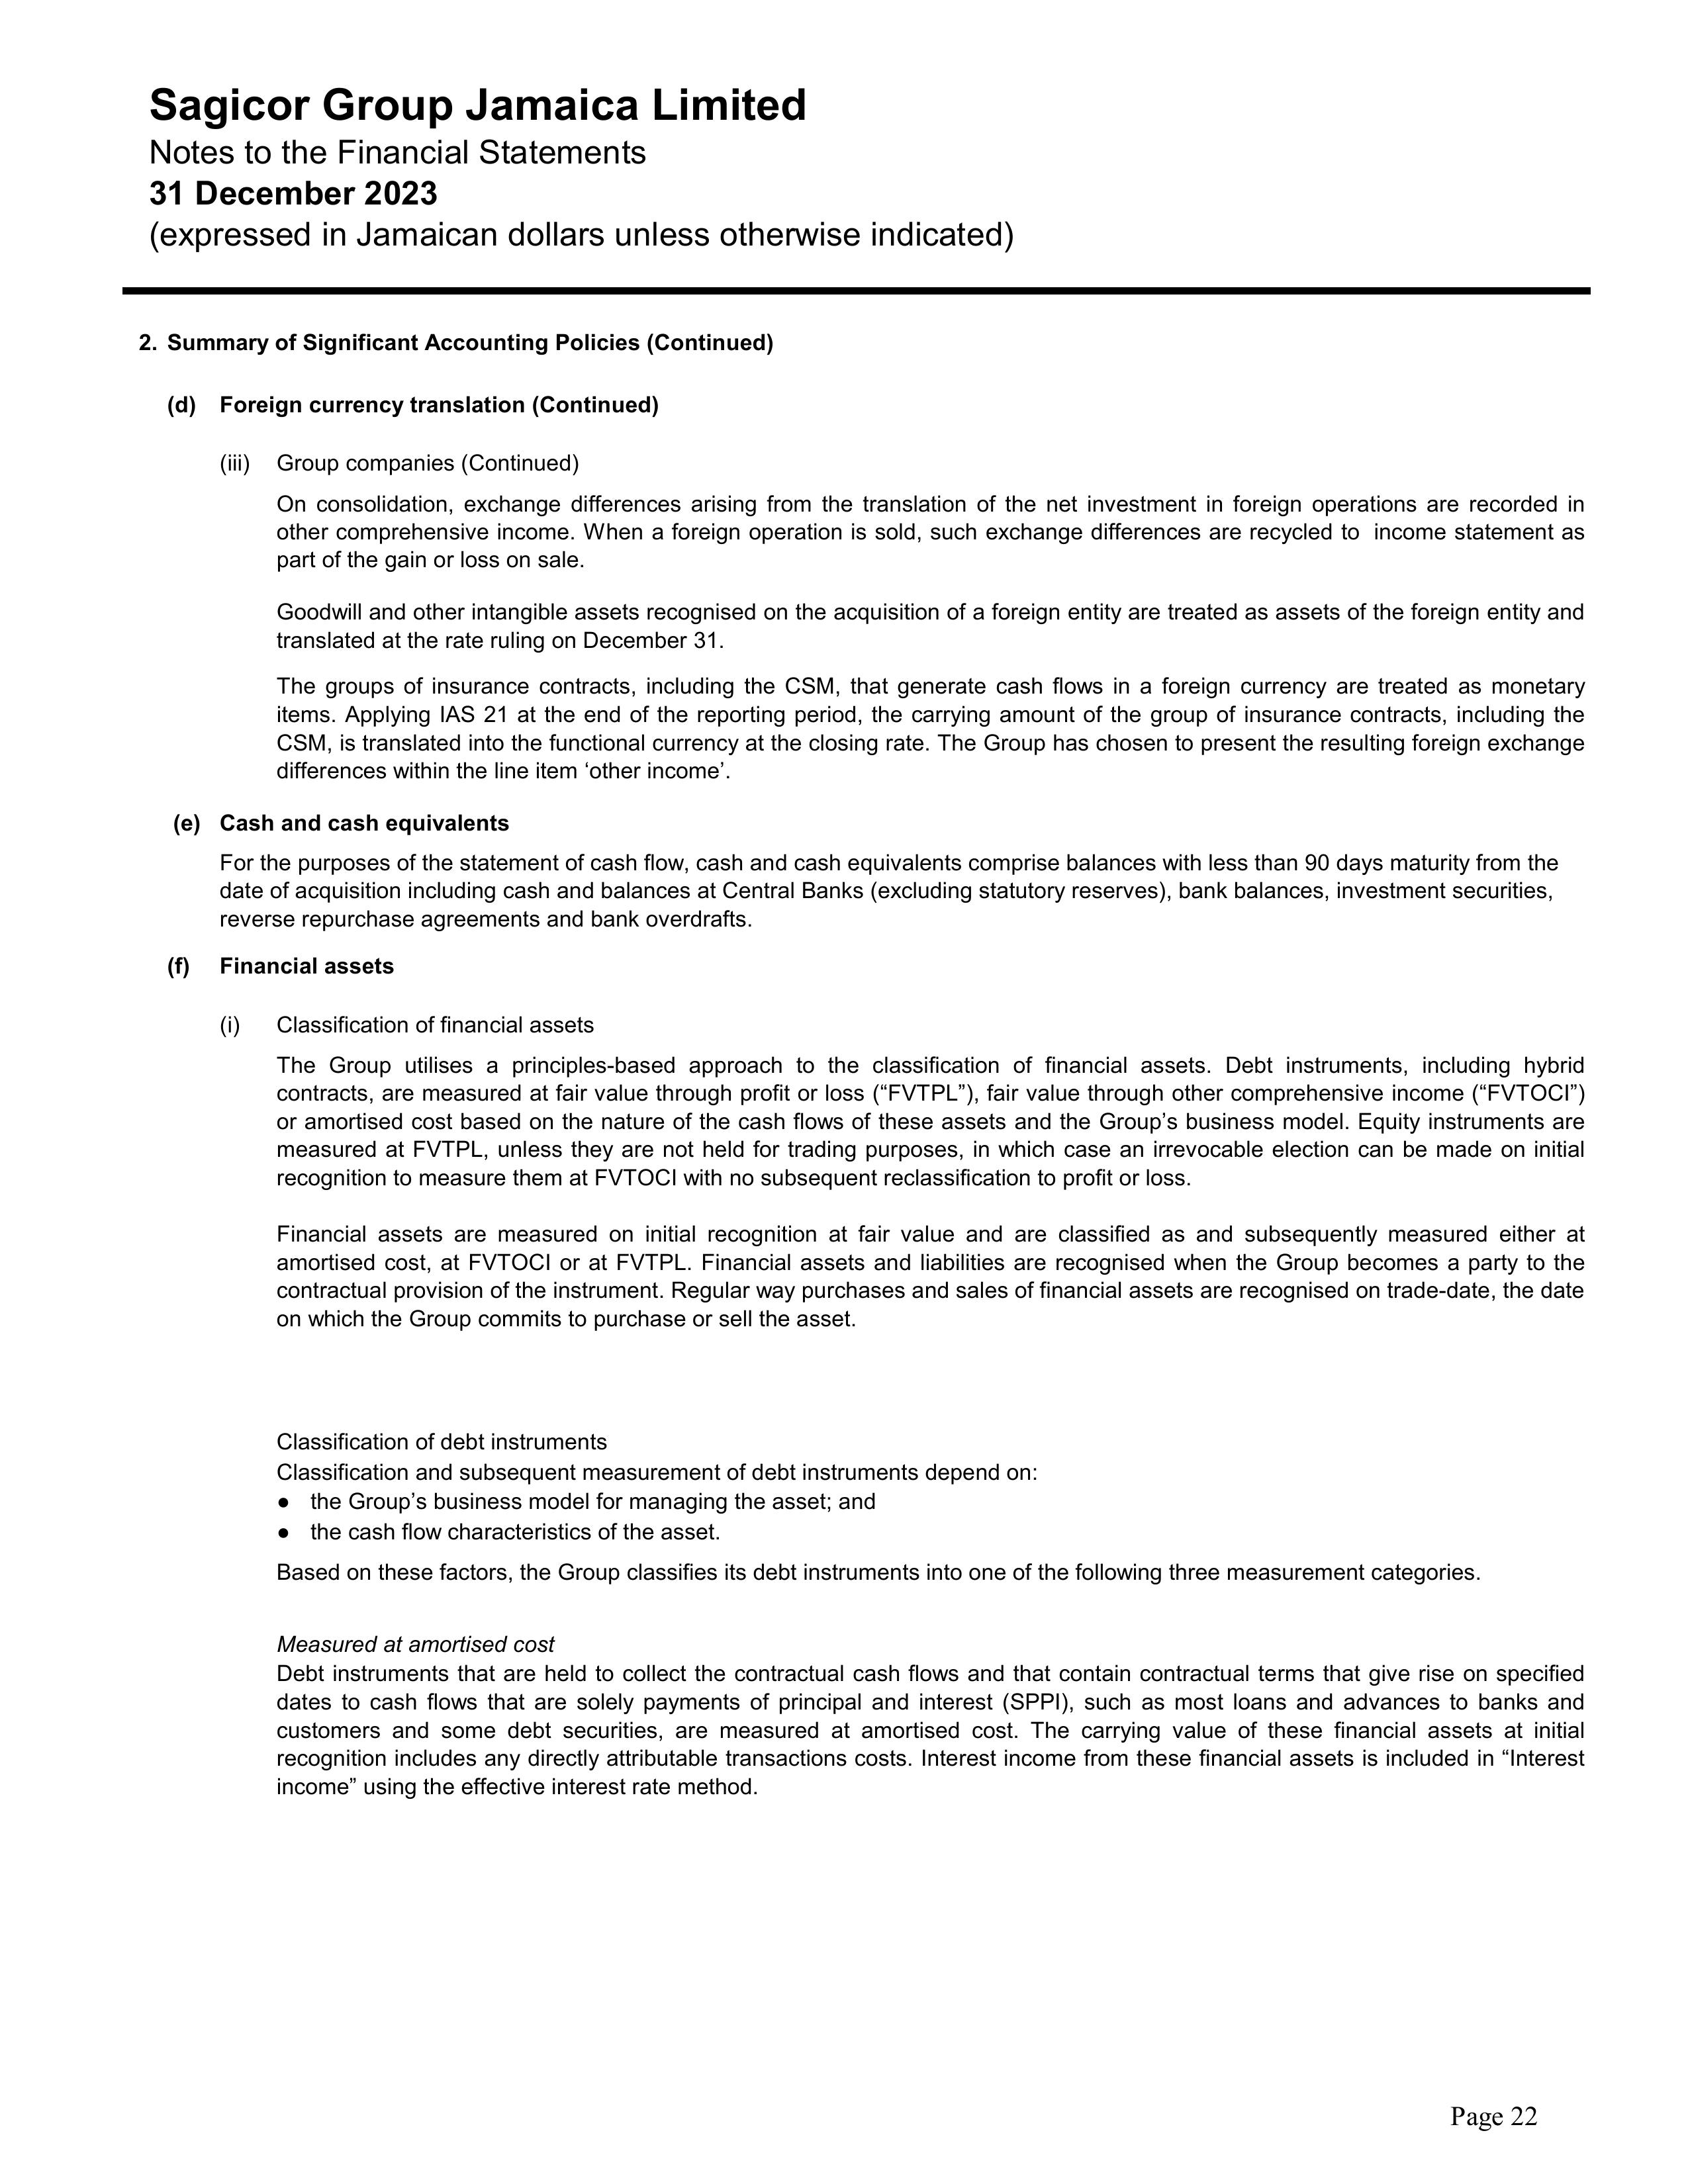 Sagicor Group Jamaica Limited
Notes to the Financial Statements
31 December 2023
(expressed in Jamaican dollars unless otherwise indicated)
2. Summary of Significant Accounting Policies (Continued)
(d) Foreign currency translation (Continued)
(iii) Group companies (Continued)
On consolidation, exchange differences arising from the translation of the net investment in foreign operations are recorded in
other comprehensive income. When a foreign operation is sold, such exchange differences are recycled to income statement as
part of the gain or loss on sale.
Goodwill and other intangible assets recognised on the acquisition of a foreign entity are treated as assets of the foreign entity and
translated at the rate ruling on December 31.
The groups of insurance contracts, including the CSM, that generate cash flows in a foreign currency are treated as monetary
items. Applying IAS 21 at the end of the reporting period, the carrying amount of the group of insurance contracts, including the
CSM, is translated into the functional currency at the closing rate. The Group has chosen to present the resulting foreign exchange
differences within the line item ‘other income’.
(e) Cash and cash equivalents
For the purposes of the statement of cash flow, cash and cash equivalents comprise balances with less than 90 days maturity from the
date of acquisition including cash and balances at Central Banks (excluding statutory reserves), bank balances, investment securities,
reverse repurchase agreements and bank overdrafts.
(f) Financial assets
(i) Classification of financial assets
The Group utilises a principles-based approach to the classification of financial assets. Debt instruments, including hybrid
contracts, are measured at fair value through profit or loss (“FVTPL”), fair value through other comprehensive income (“FVTOCI”)
or amortised cost based on the nature of the cash flows of these assets and the Group’s business model. Equity instruments are
measured at FVTPL, unless they are not held for trading purposes, in which case an irrevocable election can be made on initial
recognition to measure them at FVTOCI with no subsequent reclassification to profit or loss.
Financial assets are measured on initial recognition at fair value and are classified as and subsequently measured either at
amortised cost, at FVTOCI or at FVTPL. Financial assets and liabilities are recognised when the Group becomes a party to the
contractual provision of the instrument. Regular way purchases and sales of financial assets are recognised on trade-date, the date
on which the Group commits to purchase or sell the asset.
Classification of debt instruments
Classification and subsequent measurement of debt instruments depend on:
● the Group’s business model for managing the asset; and
● the cash flow characteristics of the asset.
Based on these factors, the Group classifies its debt instruments into one of the following three measurement categories.
Measured at amortised cost
Debt instruments that are held to collect the contractual cash flows and that contain contractual terms that give rise on specified
dates to cash flows that are solely payments of principal and interest (SPPI), such as most loans and advances to banks and
customers and some debt securities, are measured at amortised cost. The carrying value of these financial assets at initial
recognition includes any directly attributable transactions costs. Interest income from these financial assets is included in “Interest
income” using the effective interest rate method.
Page 22